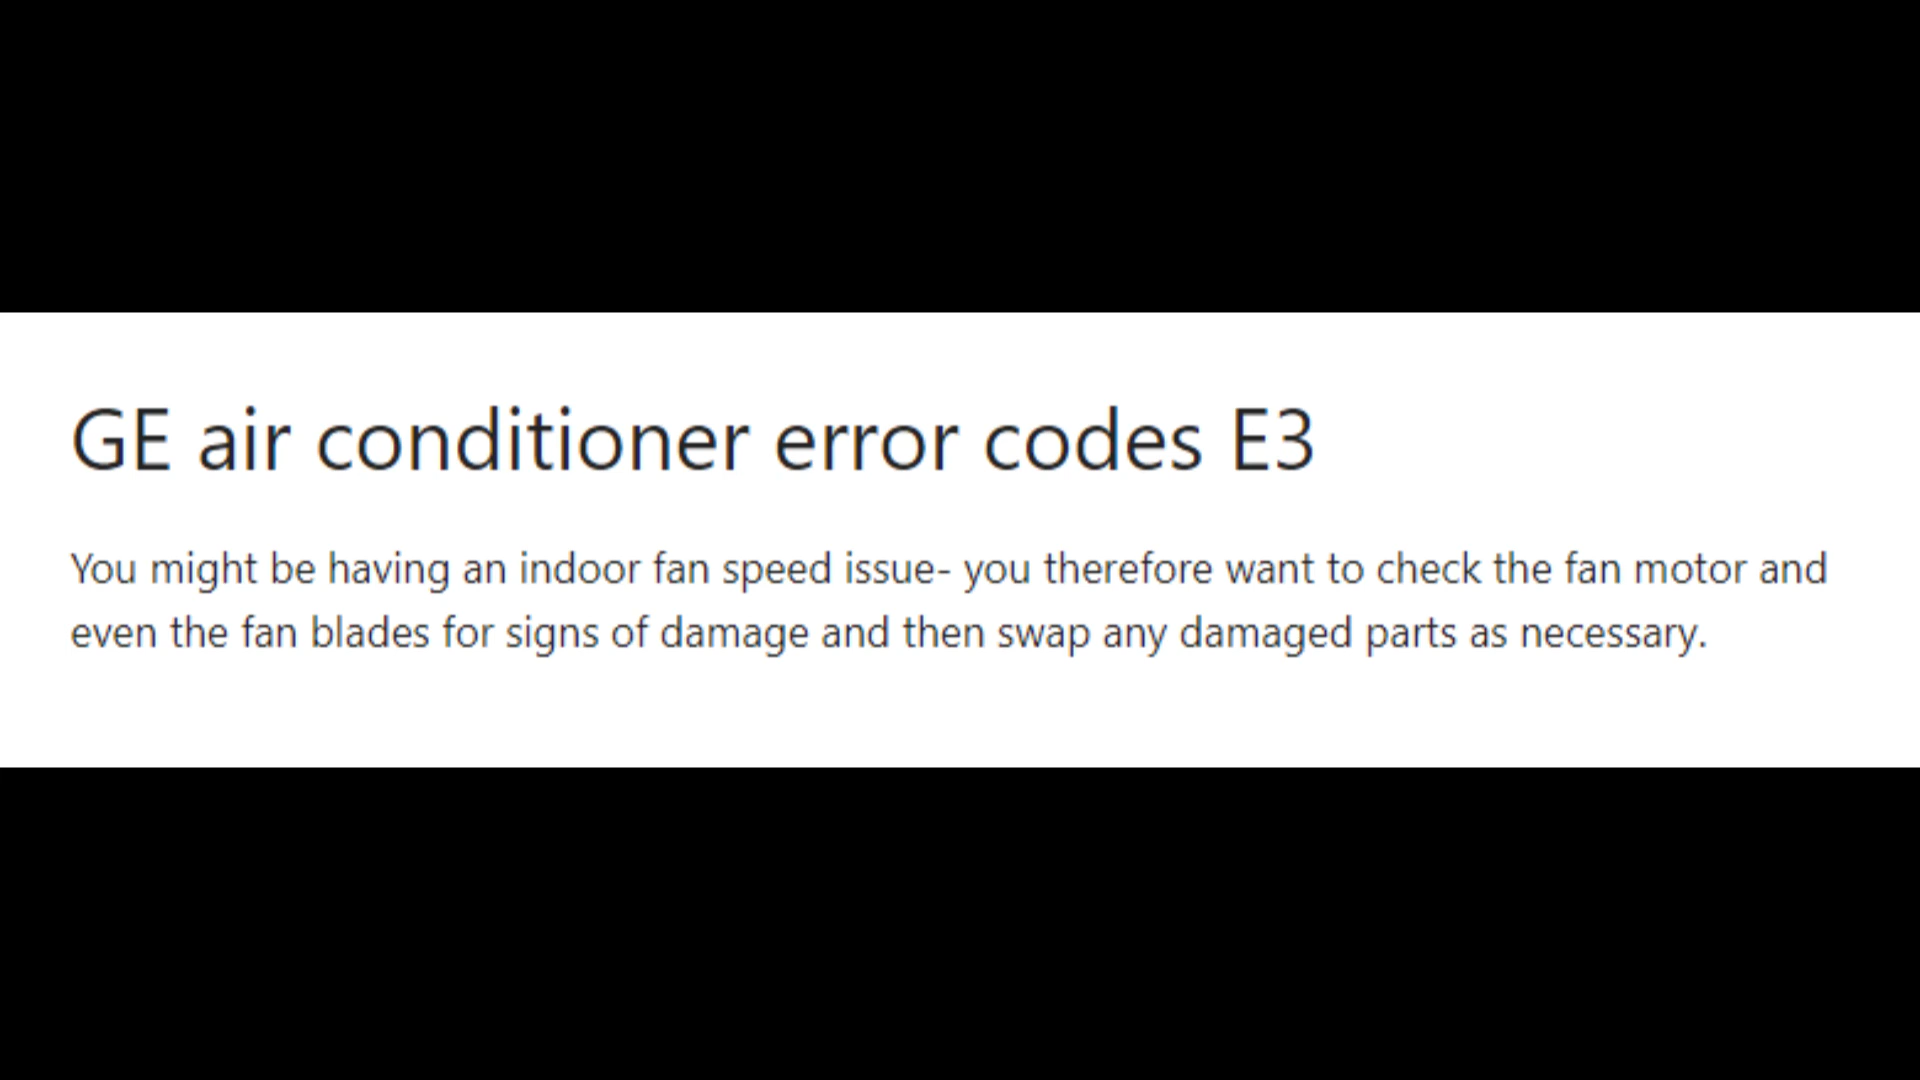 GE air conditioner error codes E3
You might be having an indoor fan speed issue- you therefore want to check the fan motor and
even the fan blades for signs of damage and then swap any damaged parts as necessary.